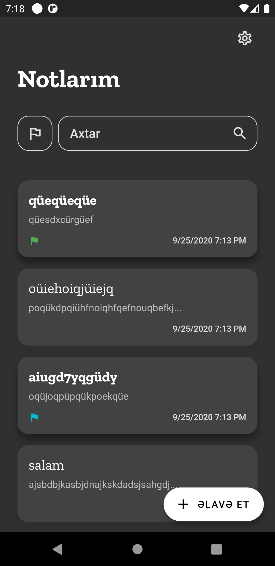 7:18
Notlarım
Axtar
qüeqüeqüe
qüesdxcürgüef
9/25/2020 7:13 PM
oüiehoiqjüiejq
poqükdpqiühfnoiqhfqefnouqbefkj...
9/25/2020 7:13 PM
aiugd7yqgüdy
oqüjoqpüpqükpoekqüe
9/25/2020 7:13 PM
salam
ajsbdbjkasbjdnajkskdadsjsahgdj...
ƏLAVƏ ET